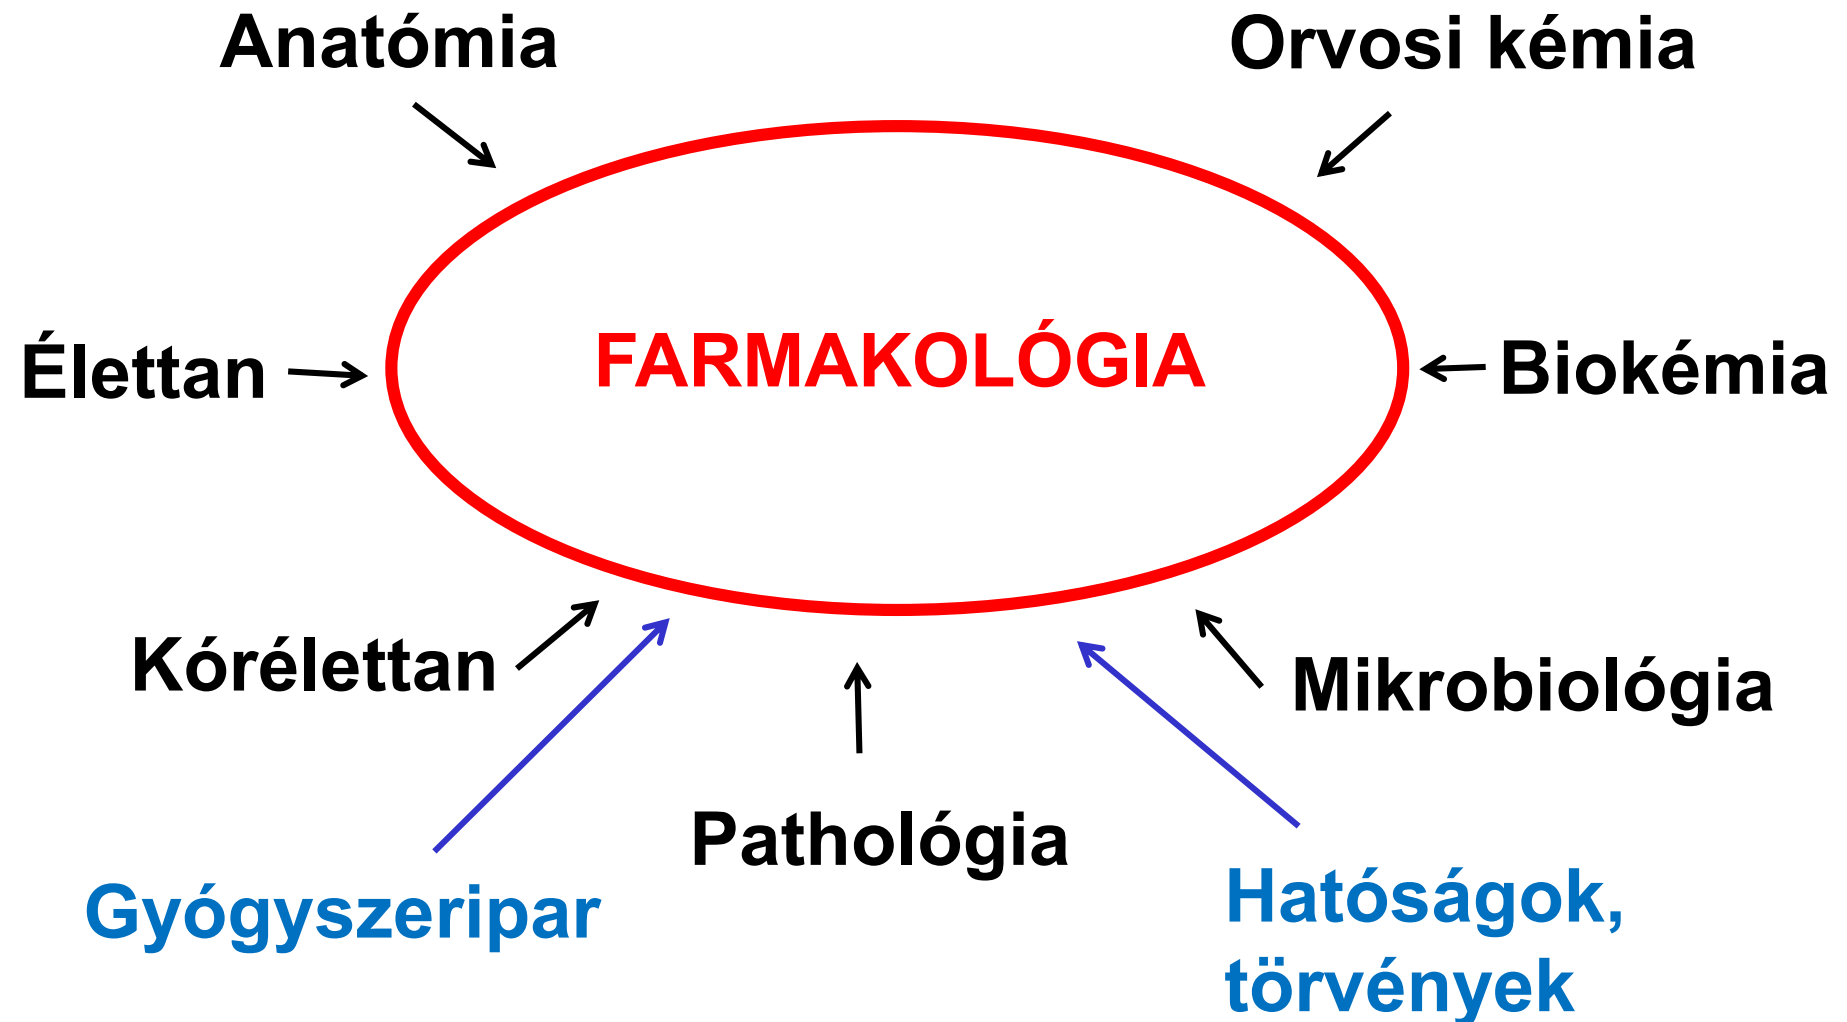 Anatómia
Orvosi kémia
FARMAKOLÓGIA
Élettan
Biokémia
Kórélettan
Mikrobiológia
Pathológia
Gyógyszeripar
Hatóságok,
törvények